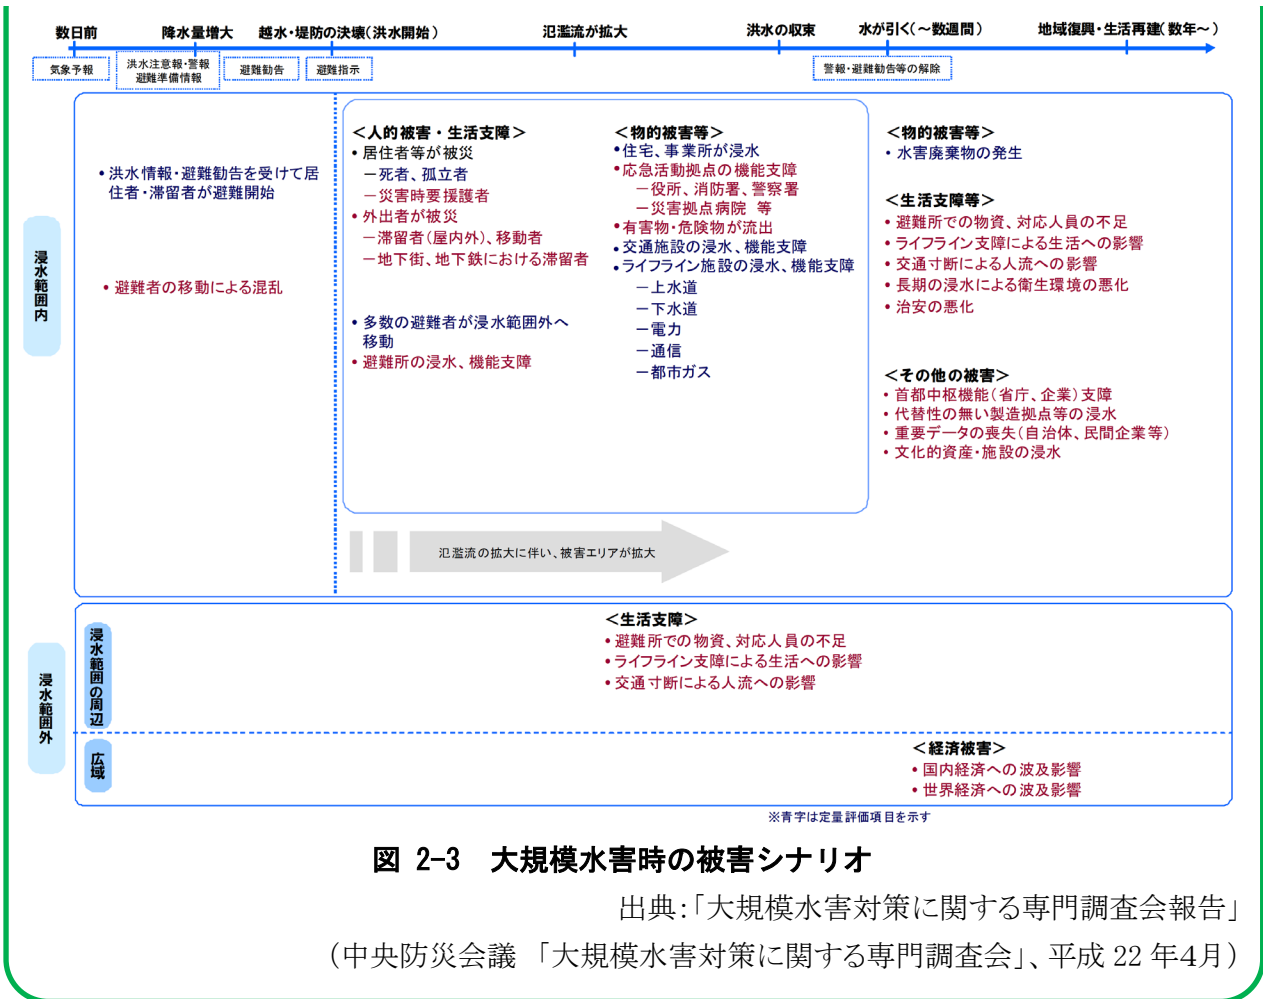 数日前
降水量増大
越水・堤防の決壊(洪水開始)
氾濫流が拡大
洪水の収束
水が引く(～数週間)
地域復興・生活再建(数年～)
気象予報
洪水注意報・警報
避難準備情報
避難勧告
避難指示
警報・避難勧告等の解除
浸水範囲内
・洪水情報・避難勧告を受けて居
住者・滞留者が避難開始
・避難者の移動による混乱
＜人的被害・生活支障＞
・居住者等が被災
－死者、孤立者
－災害時要援護者
・外出者が被災
－滞留者(屋内外)、移動者
－地下街、地下鉄における滞留者
・多数の避難者が浸水範囲外へ
移動
・避難所の浸水、機能支障
＜物的被害等＞
・住宅、事業所が浸水
・応急活動拠点の機能支障
－役所、消防署、警察署
－災害拠点病院 等
・有害物・危険物が流出
・交通施設の浸水、機能支障
・ライフライン施設の浸水、機能支障
－上水道
－下水道
－電力
－通信
－都市ガス
＜物的被害等＞
・水害廃棄物の発生
＜生活支障等＞
・避難所での物資、対応人員の不足
・ライフライン支障による生活への影響
・交通寸断による人流への影響
・長期の浸水による衛生環境の悪化
・治安の悪化
＜その他の被害＞
・首都中枢機能(省庁、企業)支障
・代替性の無い製造拠点等の浸水
・重要データの喪失(自治体、民間企業等)
・文化的資産・施設の浸水
氾濫流の拡大に伴い、被害エリアが拡大
浸水範囲外
浸水範囲の周辺
＜生活支障＞
・避難所での物資、対応人員の不足
・ライフライン支障による生活への影響
・交通寸断による人流への影響
広域
＜経済被害＞
・国内経済への波及影響
・世界経済への波及影響
※青字は定量評価項目を示す
図 2-3 大規模水害時の被害シナリオ
出典：「大規模水害対策に関する専門調査会報告」
（中央防災会議 「大規模水害対策に関する専門調査会」、平成 22 年4月）